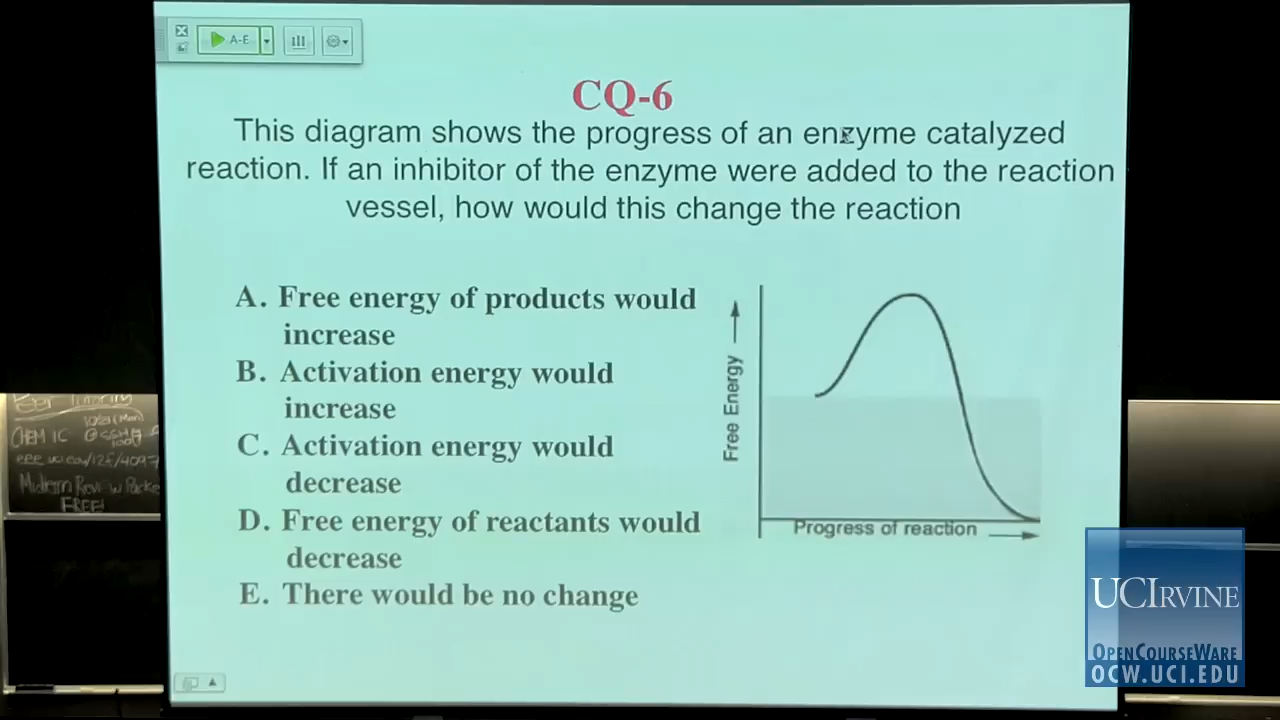 A-E
CQ-6
This diagram shows the progress of an enzyme catalyzed
reaction. If an inhibitor of the enzyme were added to the reaction
vessel, how would this change the reaction
A. Free energy of products would
increase
B. Activation energy would
increase
C. Activation energy would
decrease
D. Free energy of reactants would
decrease
E. There would be no change
Free Energy
Progress of reaction
CHEM 1C
FREE!
UCIRVINE
OPENCOURSEWARE
OCW.UCI.EDU